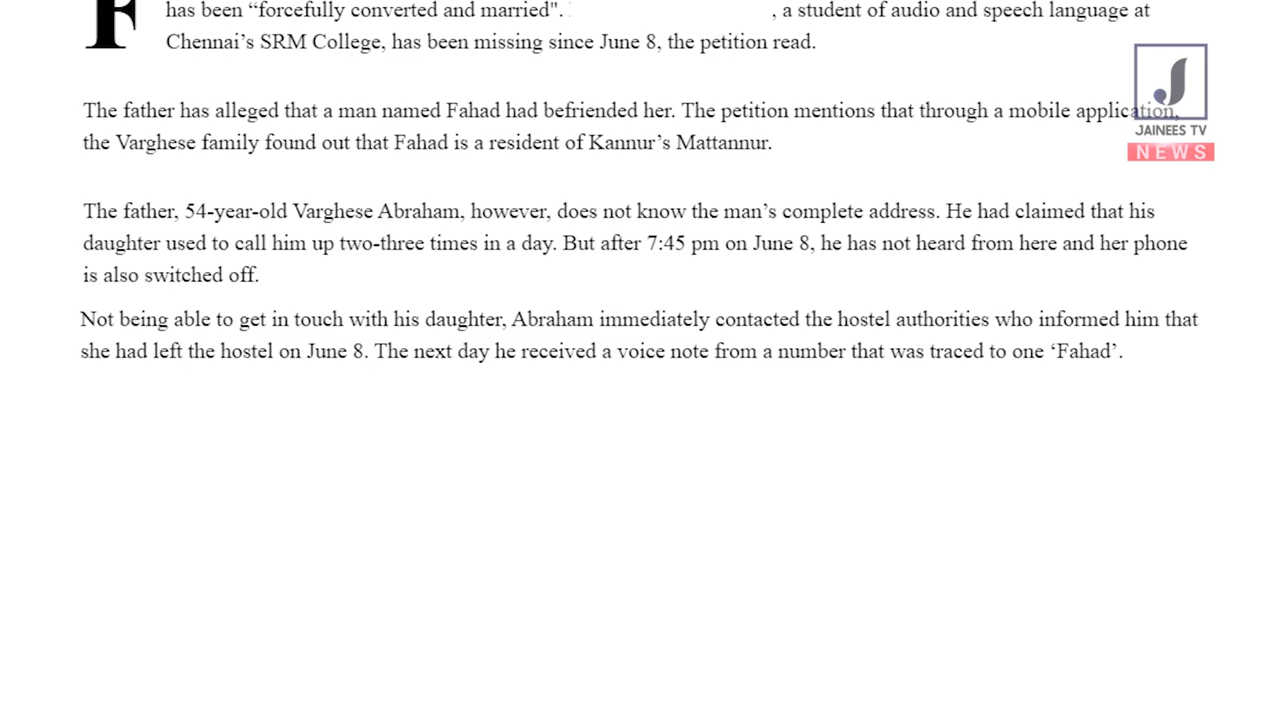 F has been “forcefully converted and married". , a student of audio and speech language at
Chennai’s SRM College, has been missing since June 8, the petition read.
The father has alleged that a man named Fahad had befriended her. The petition mentions that through a mobile application,
the Varghese family found out that Fahad is a resident of Kannur’s Mattannur.
JAINEES TV
NEWS
The father, 54-year-old Varghese Abraham, however, does not know the man’s complete address. He had claimed that his
daughter used to call him up two-three times in a day. But after 7:45 pm on June 8, he has not heard from here and her phone
is also switched off.
Not being able to get in touch with his daughter, Abraham immediately contacted the hostel authorities who informed him that
she had left the hostel on June 8. The next day he received a voice note from a number that was traced to one ‘Fahad’.